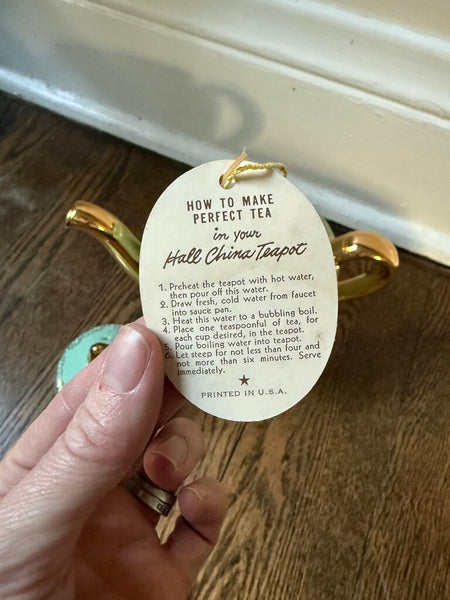 HOW TO MAKE
PERFECT TEA
in your
Hall China Teapot
1. Preheat the teapot with hot water,
then pour off this water.
2. Draw fresh, cold water from faucet
into sauce pan.
3. Heat this water to a bubbling boil.
4. Place one teaspoonful of tea, for
each cup desired, in the teapot.
5. Pour boiling water into teapot.
6. Let steep for not less than four and
not more than six minutes. Serve
immediately.
★
PRINTED IN U.S.A.